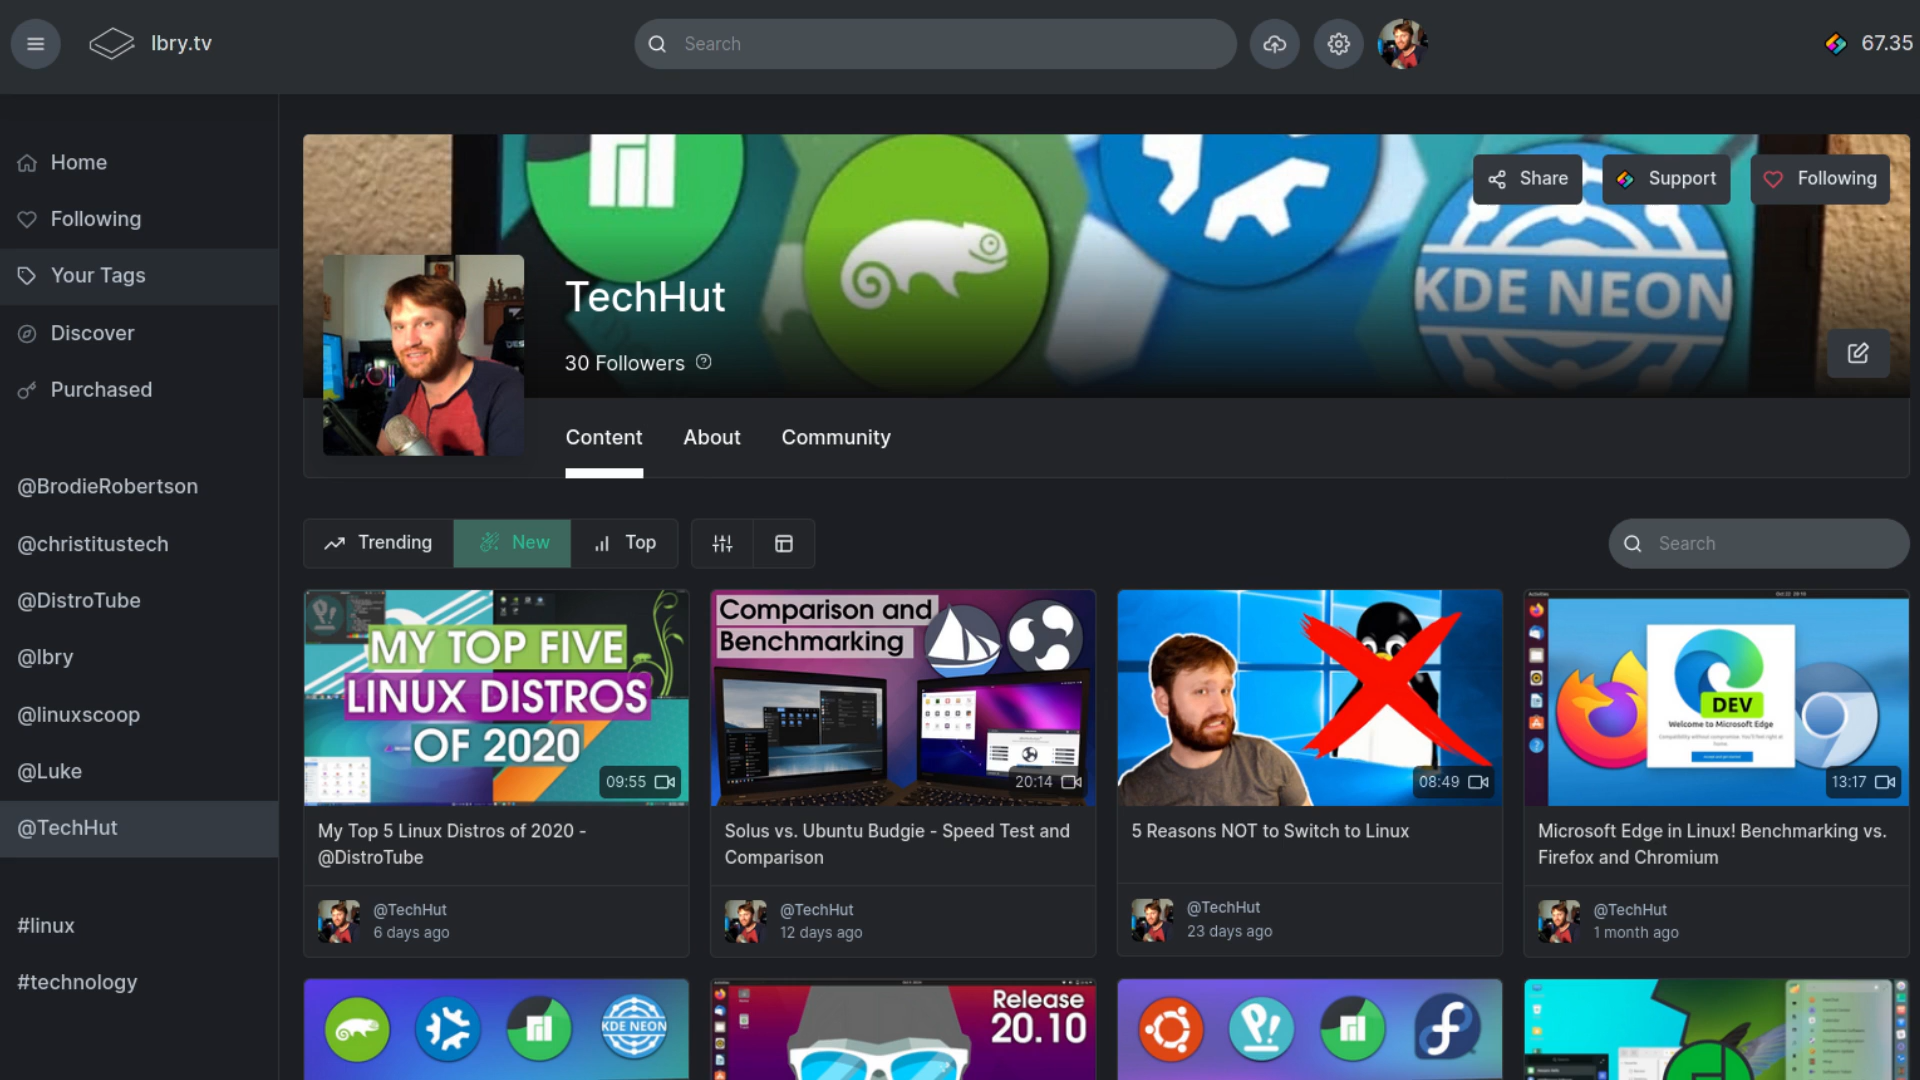 lbry.tv
Search
67.35
Home
Following
Your Tags
Discover
Purchased
@BrodieRobertson
@christitustech
@DistroTube
@lbry
@linuxscoop
@Luke
@TechHut
#linux
#technology
KDE NEON
Share
Support
Following
TechHut
30 Followers
Content
About
Community
Trending
New
Top
Search
MY TOP FIVE
LINUX DISTROS
OF 2020
09:55
My Top 5 Linux Distros of 2020 -
@DistroTube
@TechHut
6 days ago
Comparison and
Benchmarking
20:14
Solus vs. Ubuntu Budgie - Speed Test and
Comparison
@TechHut
12 days ago
08:49
5 Reasons NOT to Switch to Linux
@TechHut
23 days ago
DEV
Welcome to Microsoft Edge
13:17
Microsoft Edge in Linux! Benchmarking vs.
Firefox and Chromium
@TechHut
1 month ago
KDE NEON
Release
20.10